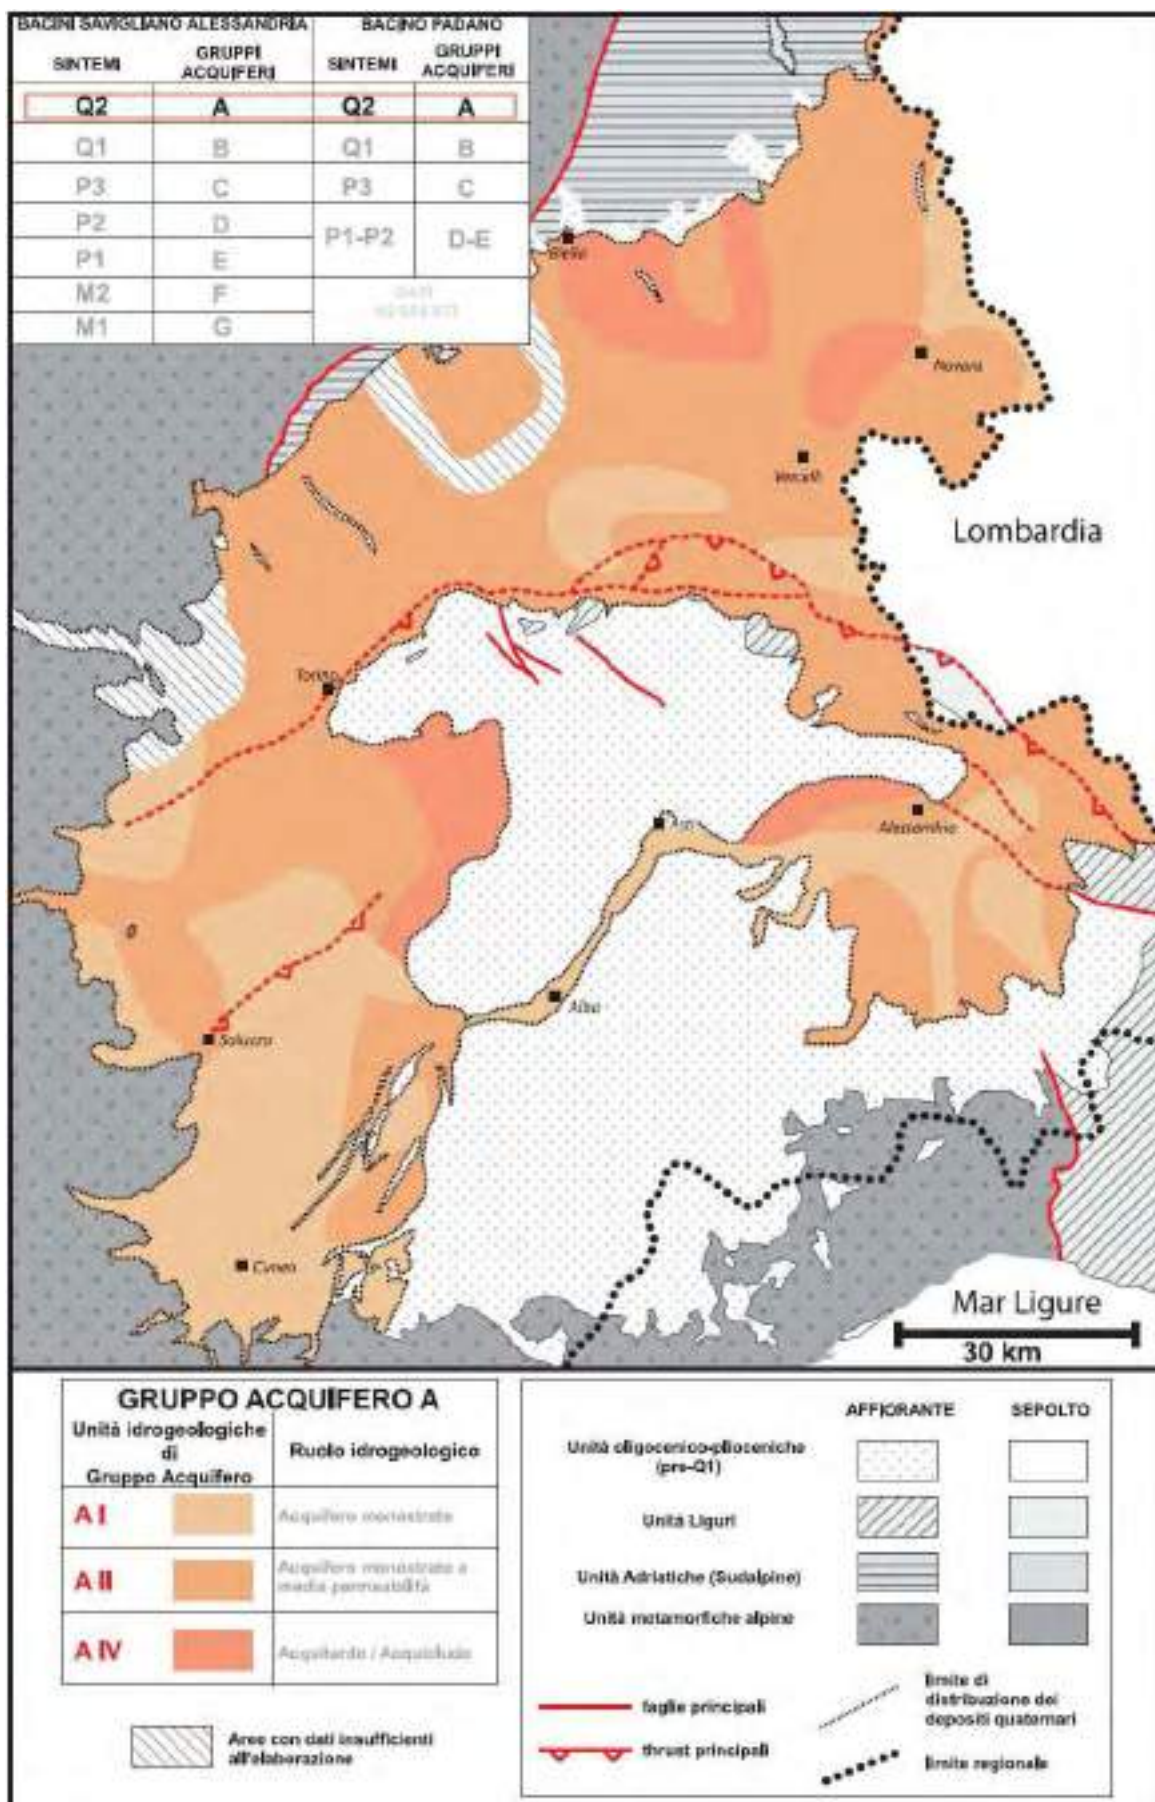 BACINI SAVIGLIANO ALESSANDRIA
BACINO PADANO
SINTEMI
GRUPPI
ACQUIFERI
SINTEMI
GRUPPI
ACQUIFERI
Q2 A Q2 A
Q1 B Q1 B
P3 C P3 C
P2 D
P1-P2 D-E
P1 E
M2 F
M1 G
Biella
Novara
Vercelli
Lombardia
Torino
Asti
Alessandria
Alba
Saluzzo
Cuneo
Mar Ligure
30 km
GRUPPO ACQUIFERO A
Unità idrogeologiche
di
Gruppo Acquifero
Ruolo idrogeologico
A I
Acquifero monostrato
A II
Acquifero monostrato a
media permeabilità
A IV
Acquitardo / Acquicludo
Aree con dati insufficienti
all'elaborazione
AFFIORANTE
SEPOLTO
Unità oligocenico-plioceniche
(pre-Q1)
Unità Liguri
Unità Adriatiche (Sudalpine)
Unità metamorfiche alpine
faglie principali
thrust principali
limite di
distribuzione dei
depositi quaternari
limite regionale